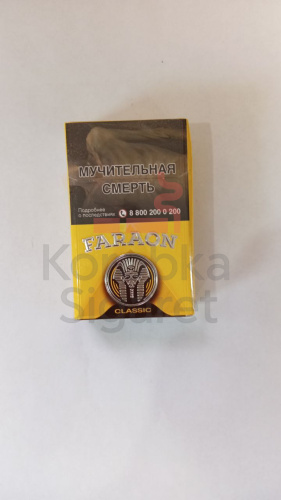 МУЧИТЕЛЬНАЯ
СМЕРТЬ
Подробнее
о последствиях 8 800 200 0 200
FARAON
Korobka
Sigaret
CLASSIC